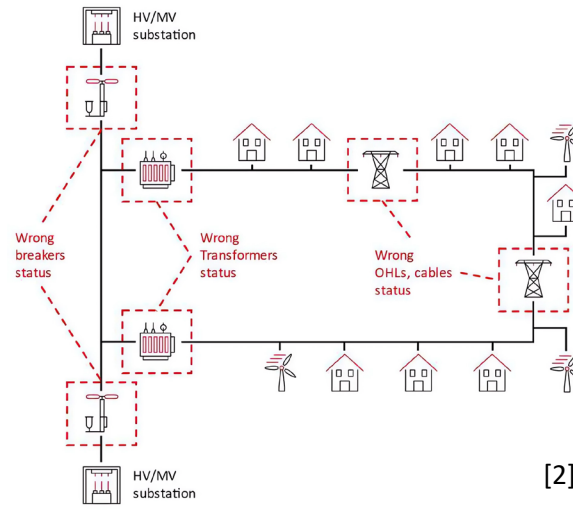 HV/MV
substation
Wrong
breakers
status
Wrong
Transformers
status
Wrong
OHLs, cables
status
HV/MV
substation
[2]